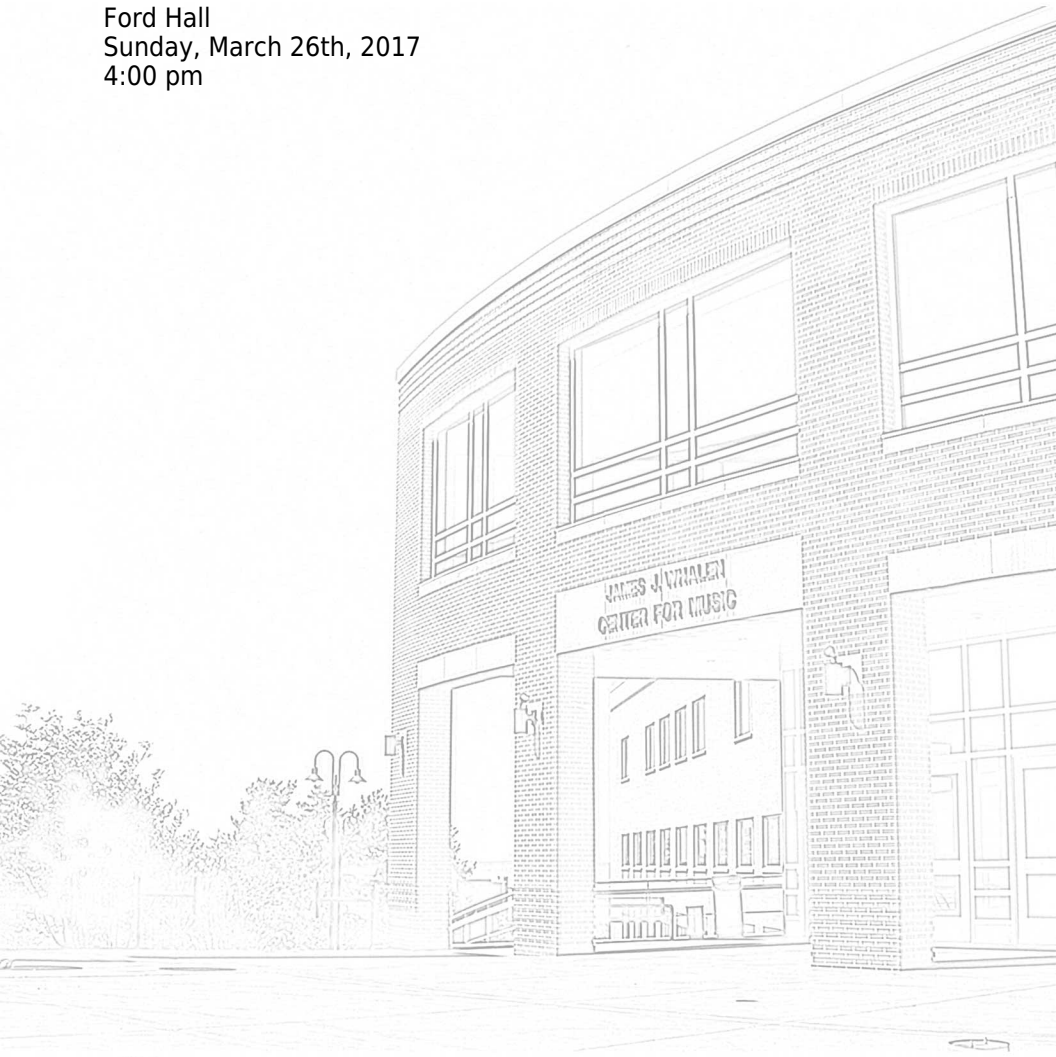 Ford Hall
Sunday, March 26th, 2017
4:00 pm
JAMES J. WHALEN
CENTER FOR MUSIC